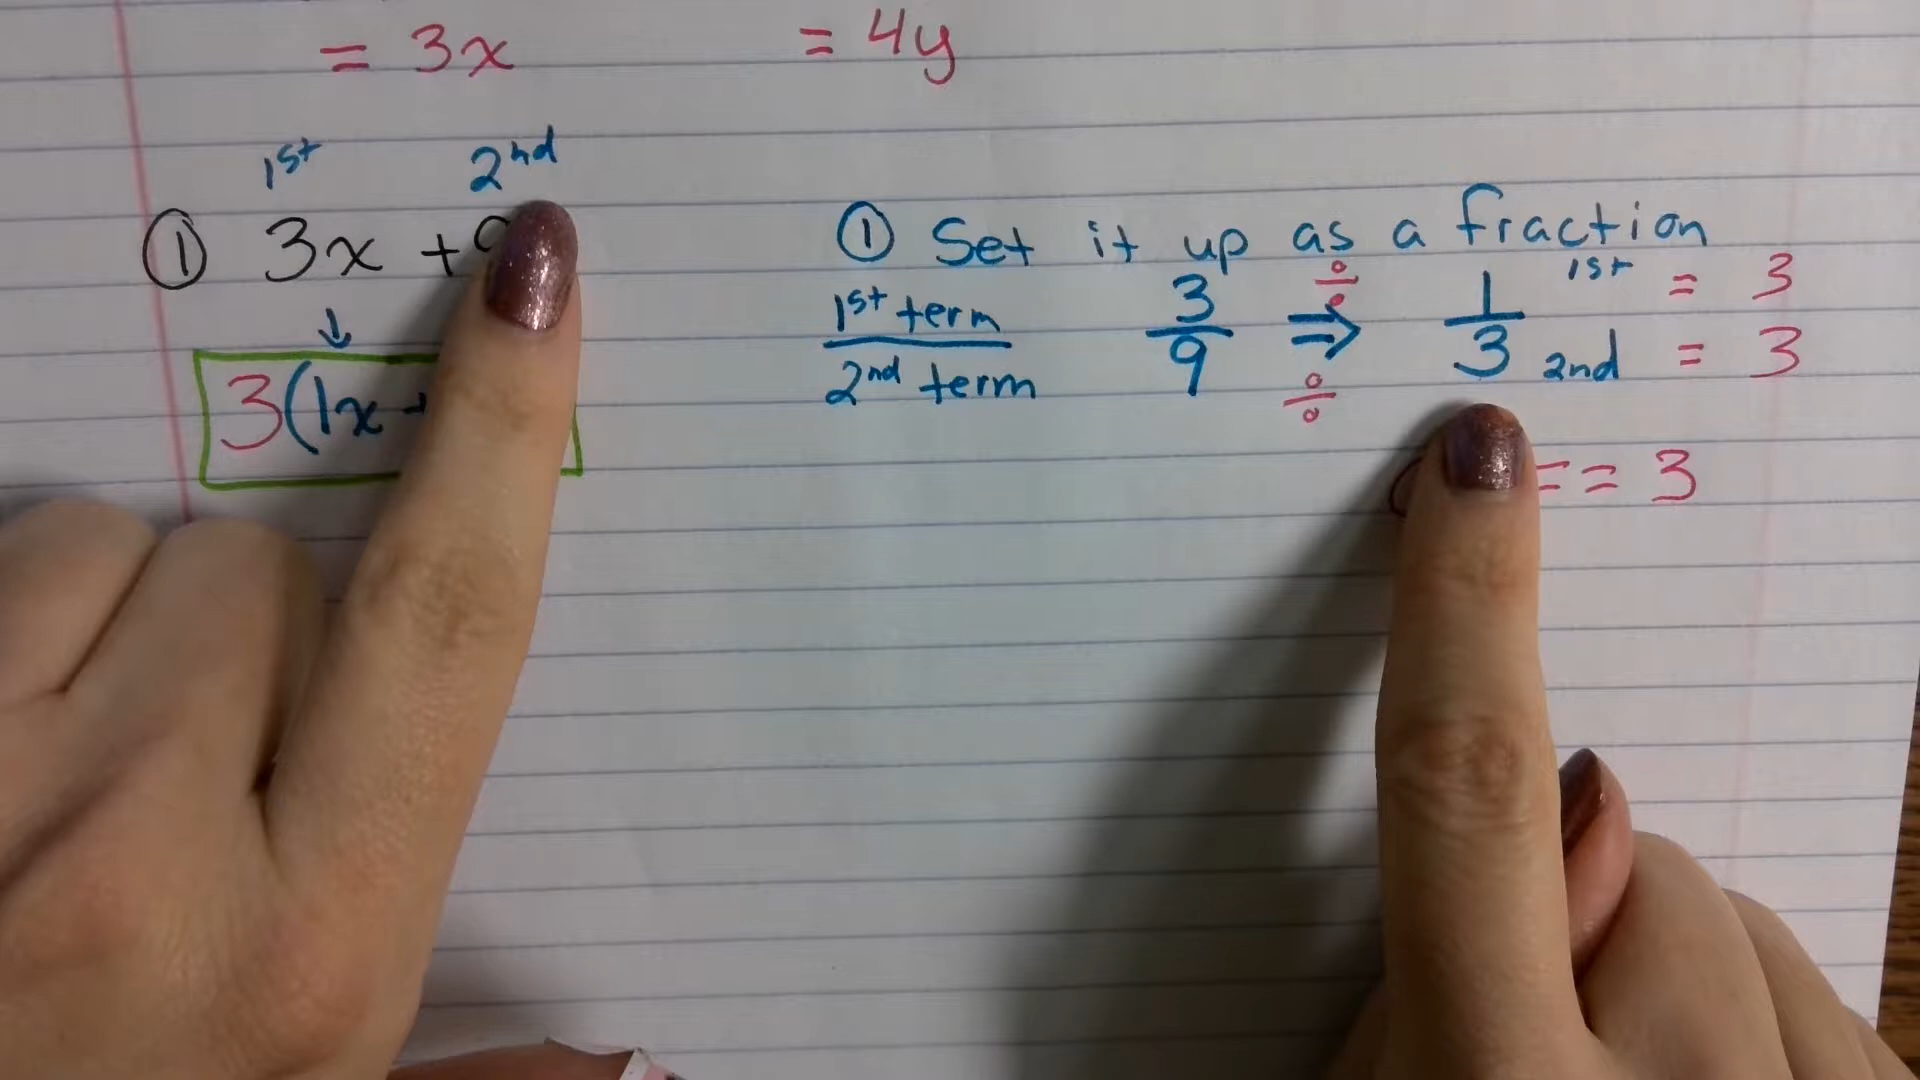 = 3x = 4y
1st 2nd
① 3x +
① Set it up as a fraction
1st term 3 ÷ ⇒ 1 1st = 3
2nd term 9 ÷ 3 2nd = 3
↓
3(1x +
= = 3